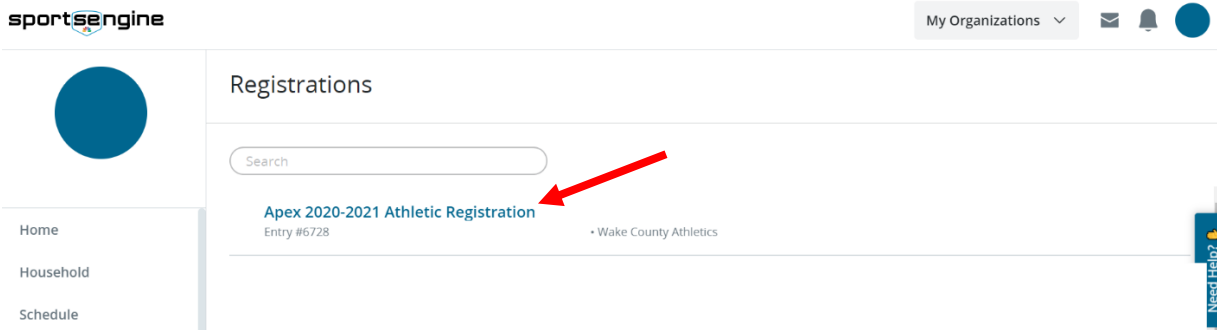 sportsengine
My Organizations
Registrations
Search
Apex 2020-2021 Athletic Registration
Entry #6728
• Wake County Athletics
Home
Household
Schedule
Need Help?